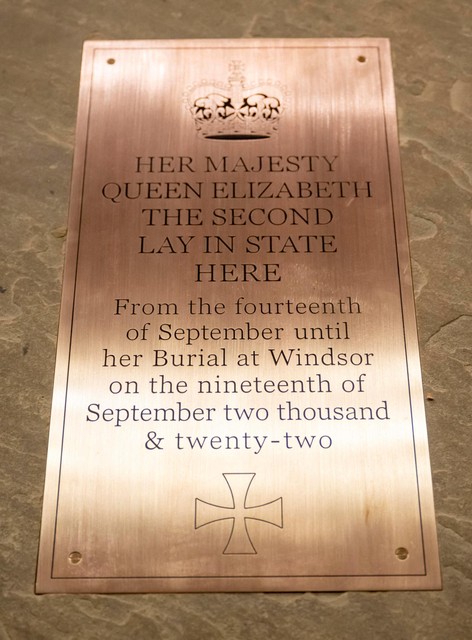 HER MAJESTY
QUEEN ELIZABETH
THE SECOND
LAY IN STATE
HERE
From the fourteenth
of September until
her Burial at Windsor
on the nineteenth of
September two thousand
& twenty-two